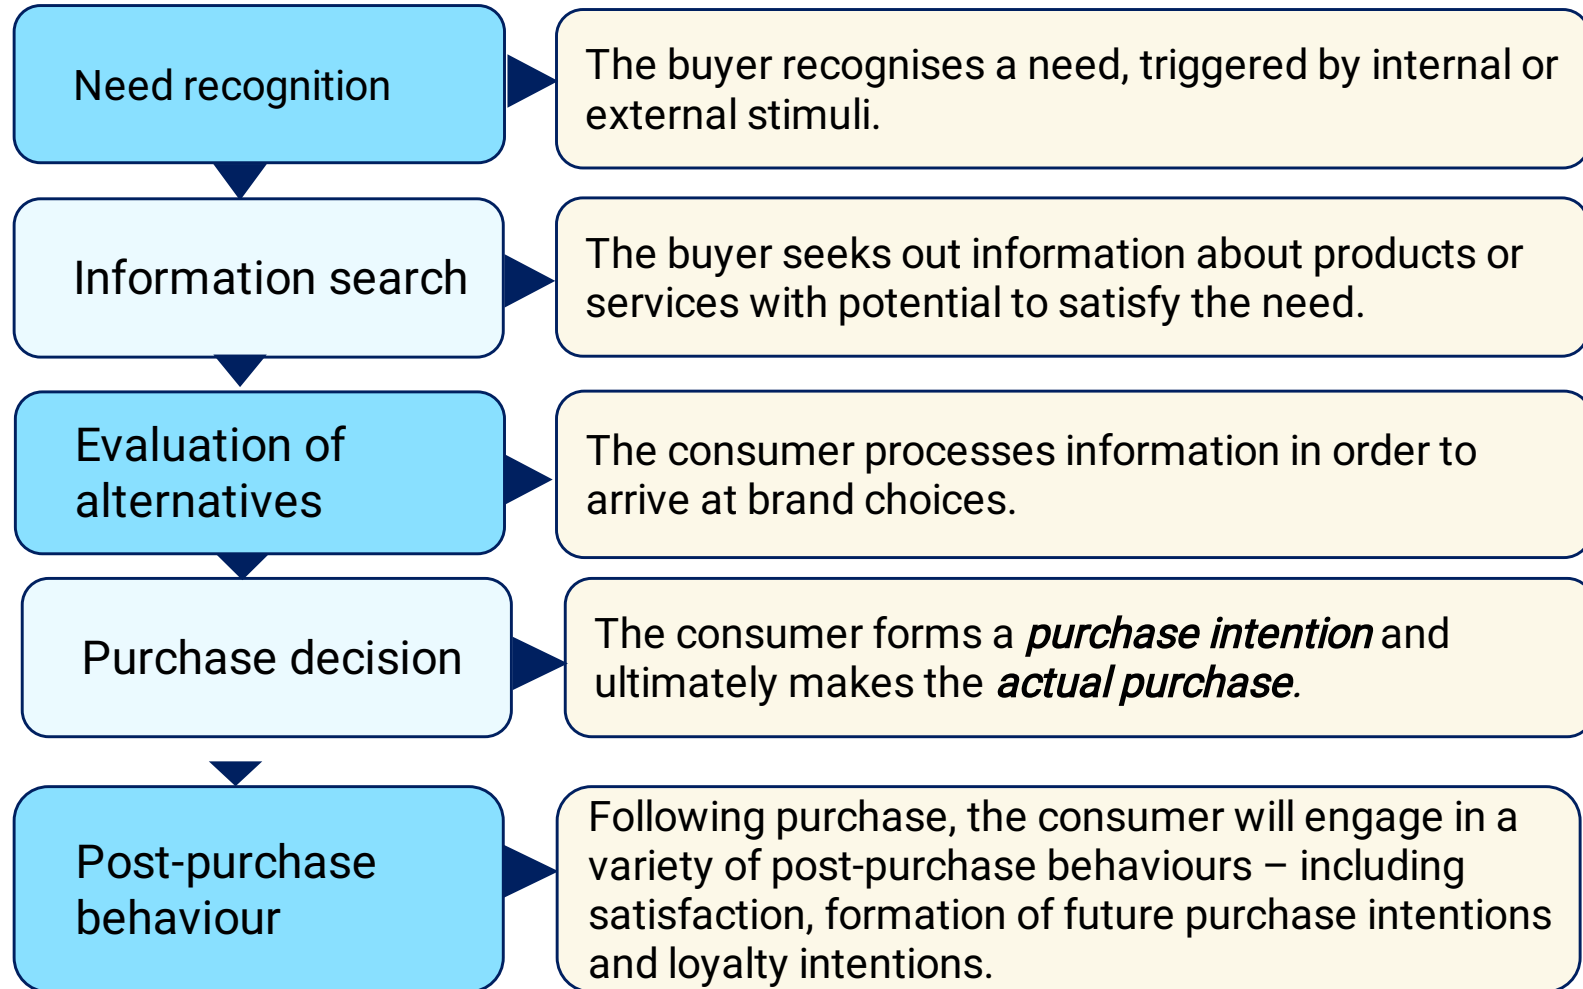 Need recognition
The buyer recognises a need, triggered by internal or
external stimuli.
Information search
The buyer seeks out information about products or
services with potential to satisfy the need.
Evaluation of
alternatives
The consumer processes information in order to
arrive at brand choices.
Purchase decision
The consumer forms a purchase intention and
ultimately makes the actual purchase.
Post-purchase
behaviour
Following purchase, the consumer will engage in a
variety of post-purchase behaviours – including
satisfaction, formation of future purchase intentions
and loyalty intentions.